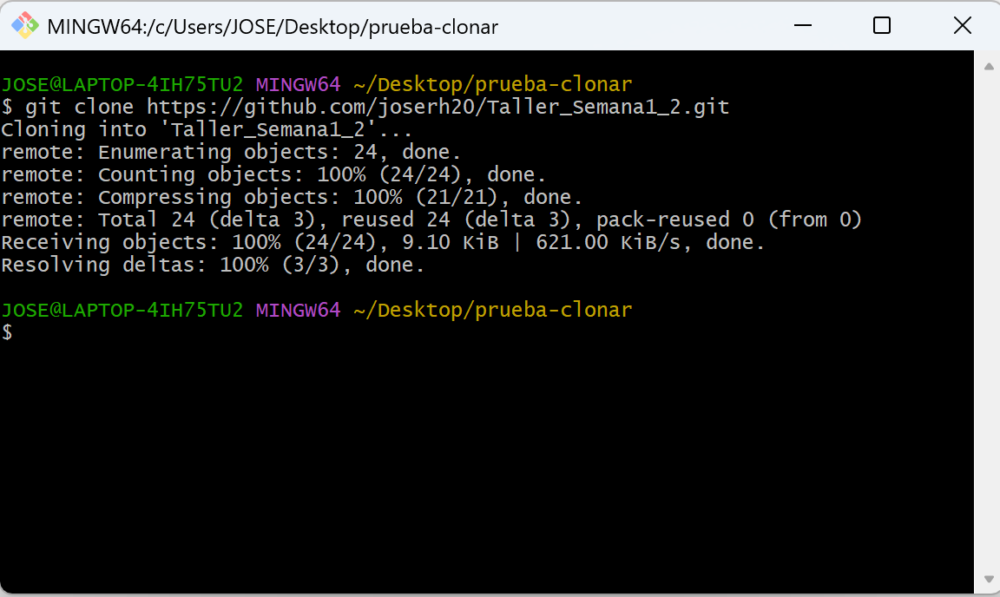 MINGW64:/c/Users/JOSE/Desktop/prueba-clonar
JOSE@LAPTOP-4IH75TU2 MINGW64 ~/Desktop/prueba-clonar
$ git clone https://github.com/joserh20/Taller_Semana1_2.git
Cloning into 'Taller_Semana1_2'...
remote: Enumerating objects: 24, done.
remote: Counting objects: 100% (24/24), done.
remote: Compressing objects: 100% (21/21), done.
remote: Total 24 (delta 3), reused 24 (delta 3), pack-reused 0 (from 0)
Receiving objects: 100% (24/24), 9.10 KiB | 621.00 KiB/s, done.
Resolving deltas: 100% (3/3), done.
JOSE@LAPTOP-4IH75TU2 MINGW64 ~/Desktop/prueba-clonar
$